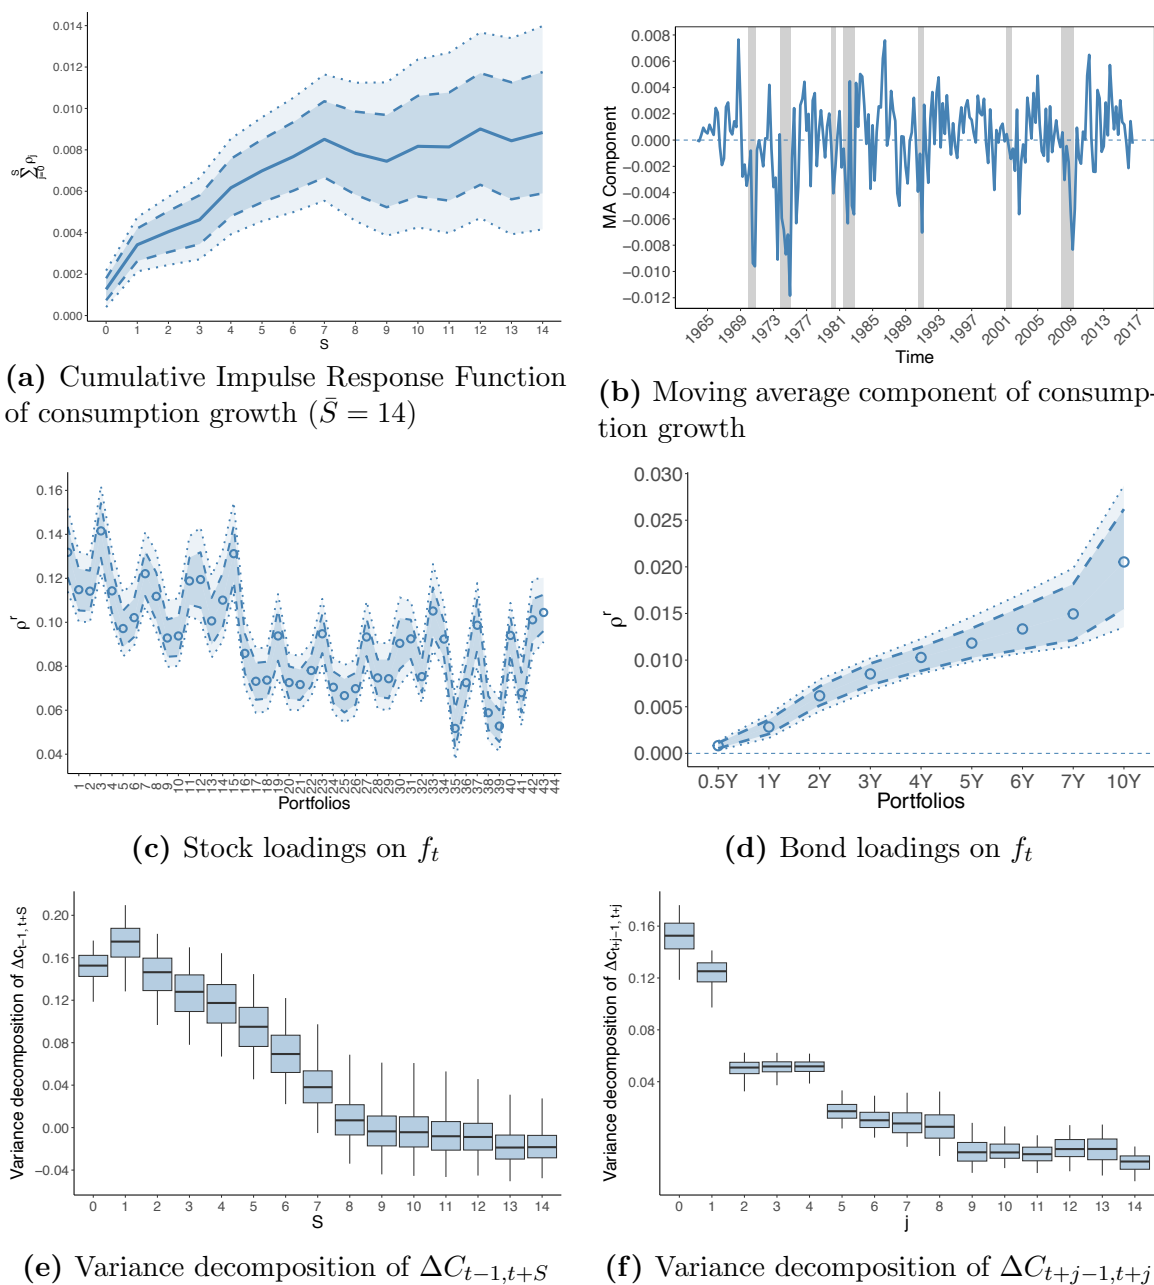 0.014
0.012
0.010
0.008
0.006
0.004
0.002
0.000
S
∑ ρj
j=0
0 1 2 3 4 5 6 7 8 9 10 11 12 13 14
S
(a) Cumulative Impulse Response Function
of consumption growth (S̄ = 14)
0.008
0.006
0.004
0.002
0.000
−0.002
−0.004
−0.006
−0.008
−0.010
−0.012
MA Component
1965 1969 1973 1977 1981 1985 1989 1993 1997 2001 2005 2009 2013 2017
Time
(b) Moving average component of consump-
tion growth
0.16
0.14
0.12
0.10
0.08
0.06
0.04
ρ^r
1 2 3 4 5 6 7 8 9 10 11 12 13 14 15 16 17 18 19 20 21 22 23 24 25 26 27 28 29 30 31 32 33 34 35 36 37 38 39 40 41 42 43 44
Portfolios
(c) Stock loadings on f_t
0.030
0.025
0.020
0.015
0.010
0.005
0.000
ρ^r
0.5Y 1Y 2Y 3Y 4Y 5Y 6Y 7Y 10Y
Portfolios
(d) Bond loadings on f_t
0.20
0.16
0.12
0.08
0.04
0.00
−0.04
Variance decomposition of Δc_{t−1, t+S}
0 1 2 3 4 5 6 7 8 9 10 11 12 13 14
S
(e) Variance decomposition of ΔC_{t−1,t+S}
0.16
0.12
0.08
0.04
Variance decomposition of Δc_{t+j−1, t+j}
0 1 2 3 4 5 6 7 8 9 10 11 12 13 14
j
(f) Variance decomposition of ΔC_{t+j−1,t+j}